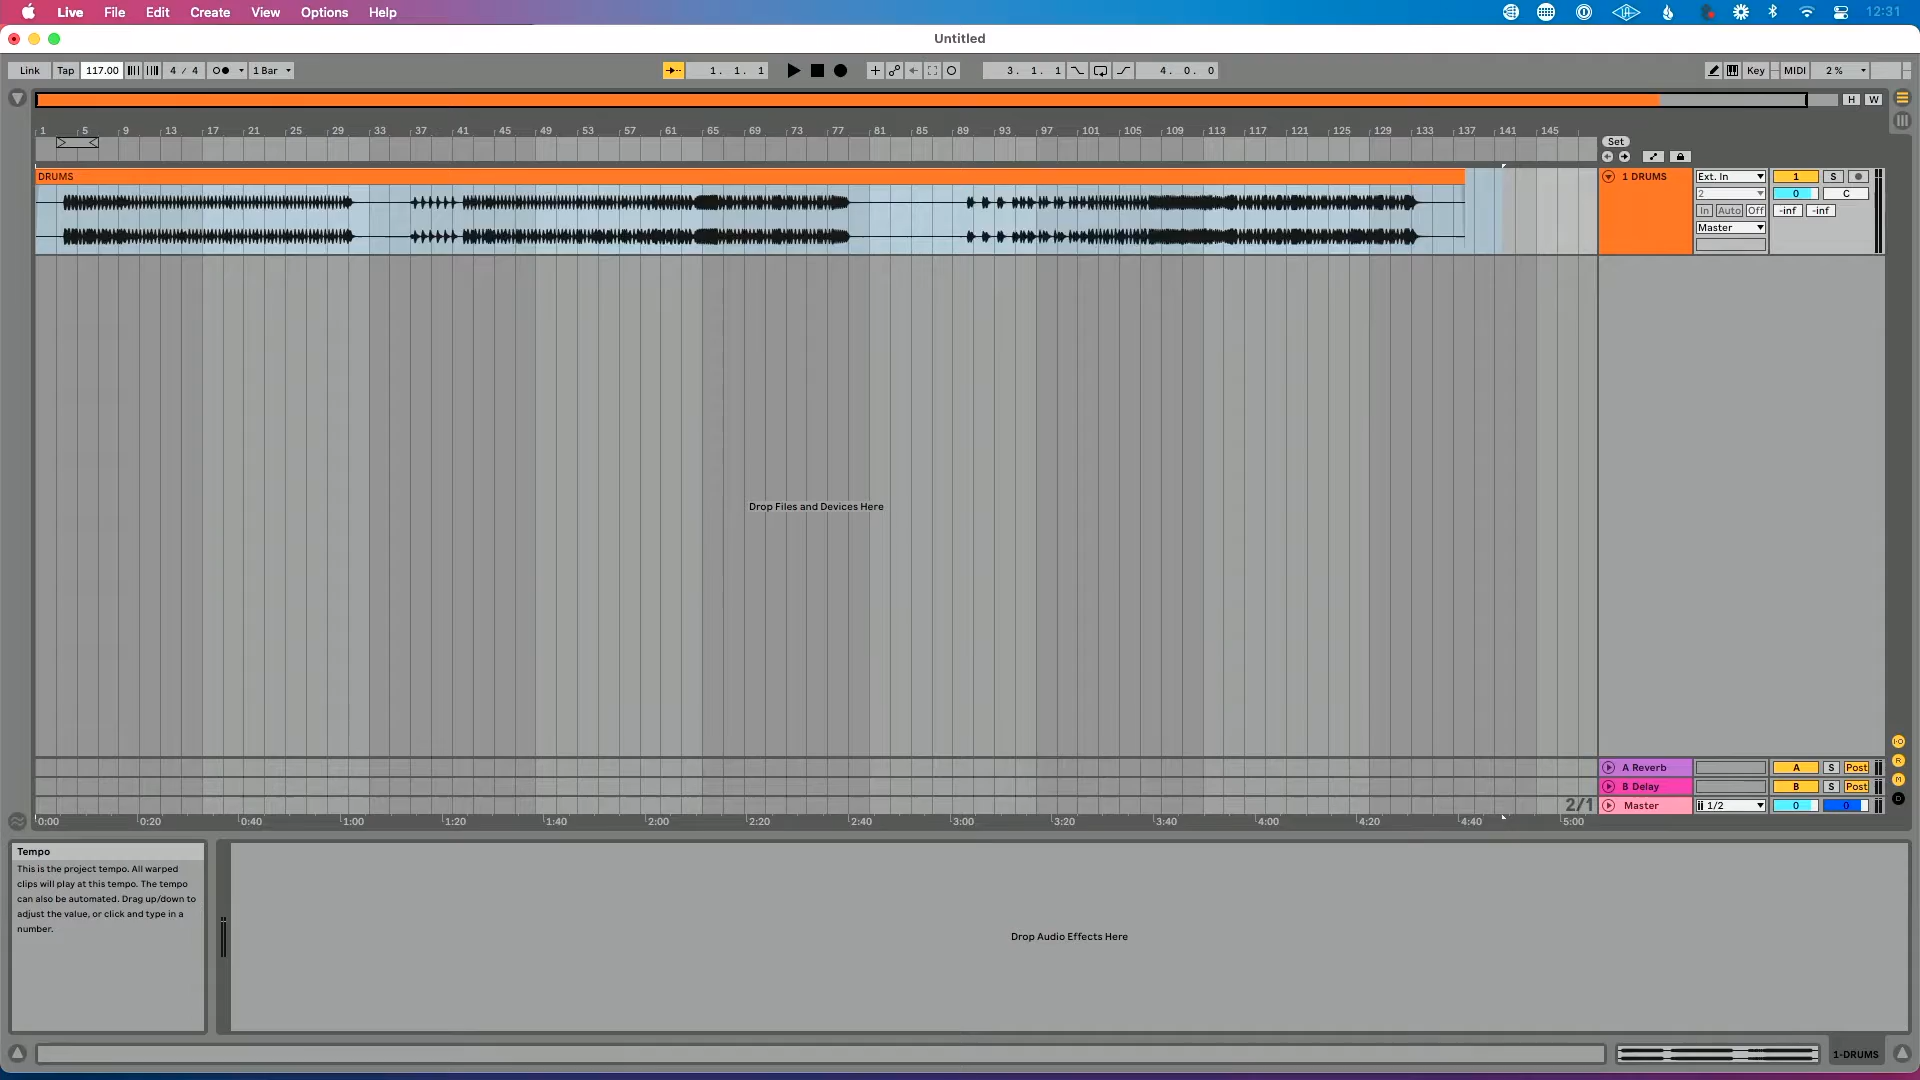 Live File Edit Create View Options Help 12:31
Untitled
Link Tap 117.00 4 / 4 1 Bar 1. 1. 1 3. 1. 1 4. 0. 0 Key MIDI 2 %
H W
1 5 9 13 17 21 25 29 33 37 41 45 49 53 57 61 65 69 73 77 81 85 89 93 97 101 105 109 113 117 121 125 129 133 137 141 145
Set
DRUMS 1 DRUMS Ext. In 1 S
2 0 C
In Auto Off -inf -inf
Master
Drop Files and Devices Here
A Reverb A S Post
B Delay B S Post
2/1 Master 1/2 0 0
0:00 0:20 0:40 1:00 1:20 1:40 2:00 2:20 2:40 3:00 3:20 3:40 4:00 4:20 4:40 5:00
Tempo
This is the project tempo. All warped
clips will play at this tempo. The tempo
can also be automated. Drag up/down to
adjust the value, or click and type in a
number.
Drop Audio Effects Here
1-DRUMS